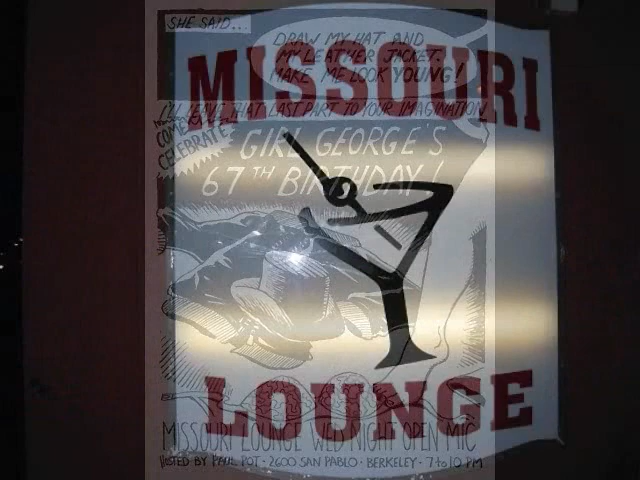 SHE SAID...
DRAW MY HAT AND
MY LEATHER JACKET.
MAKE ME LOOK YOUNG!
MISSOURI
I'LL LEAVE THAT LAST PART TO YOUR IMAGINATION
COME CELEBRATE
GIRL GEORGE'S
67TH BIRTHDAY!
LOUNGE
MISSOURI LOUNGE WED NIGHT OPEN MIC
HOSTED BY PAUL POT · 2600 SAN PABLO · BERKELEY · 7 to 10 PM